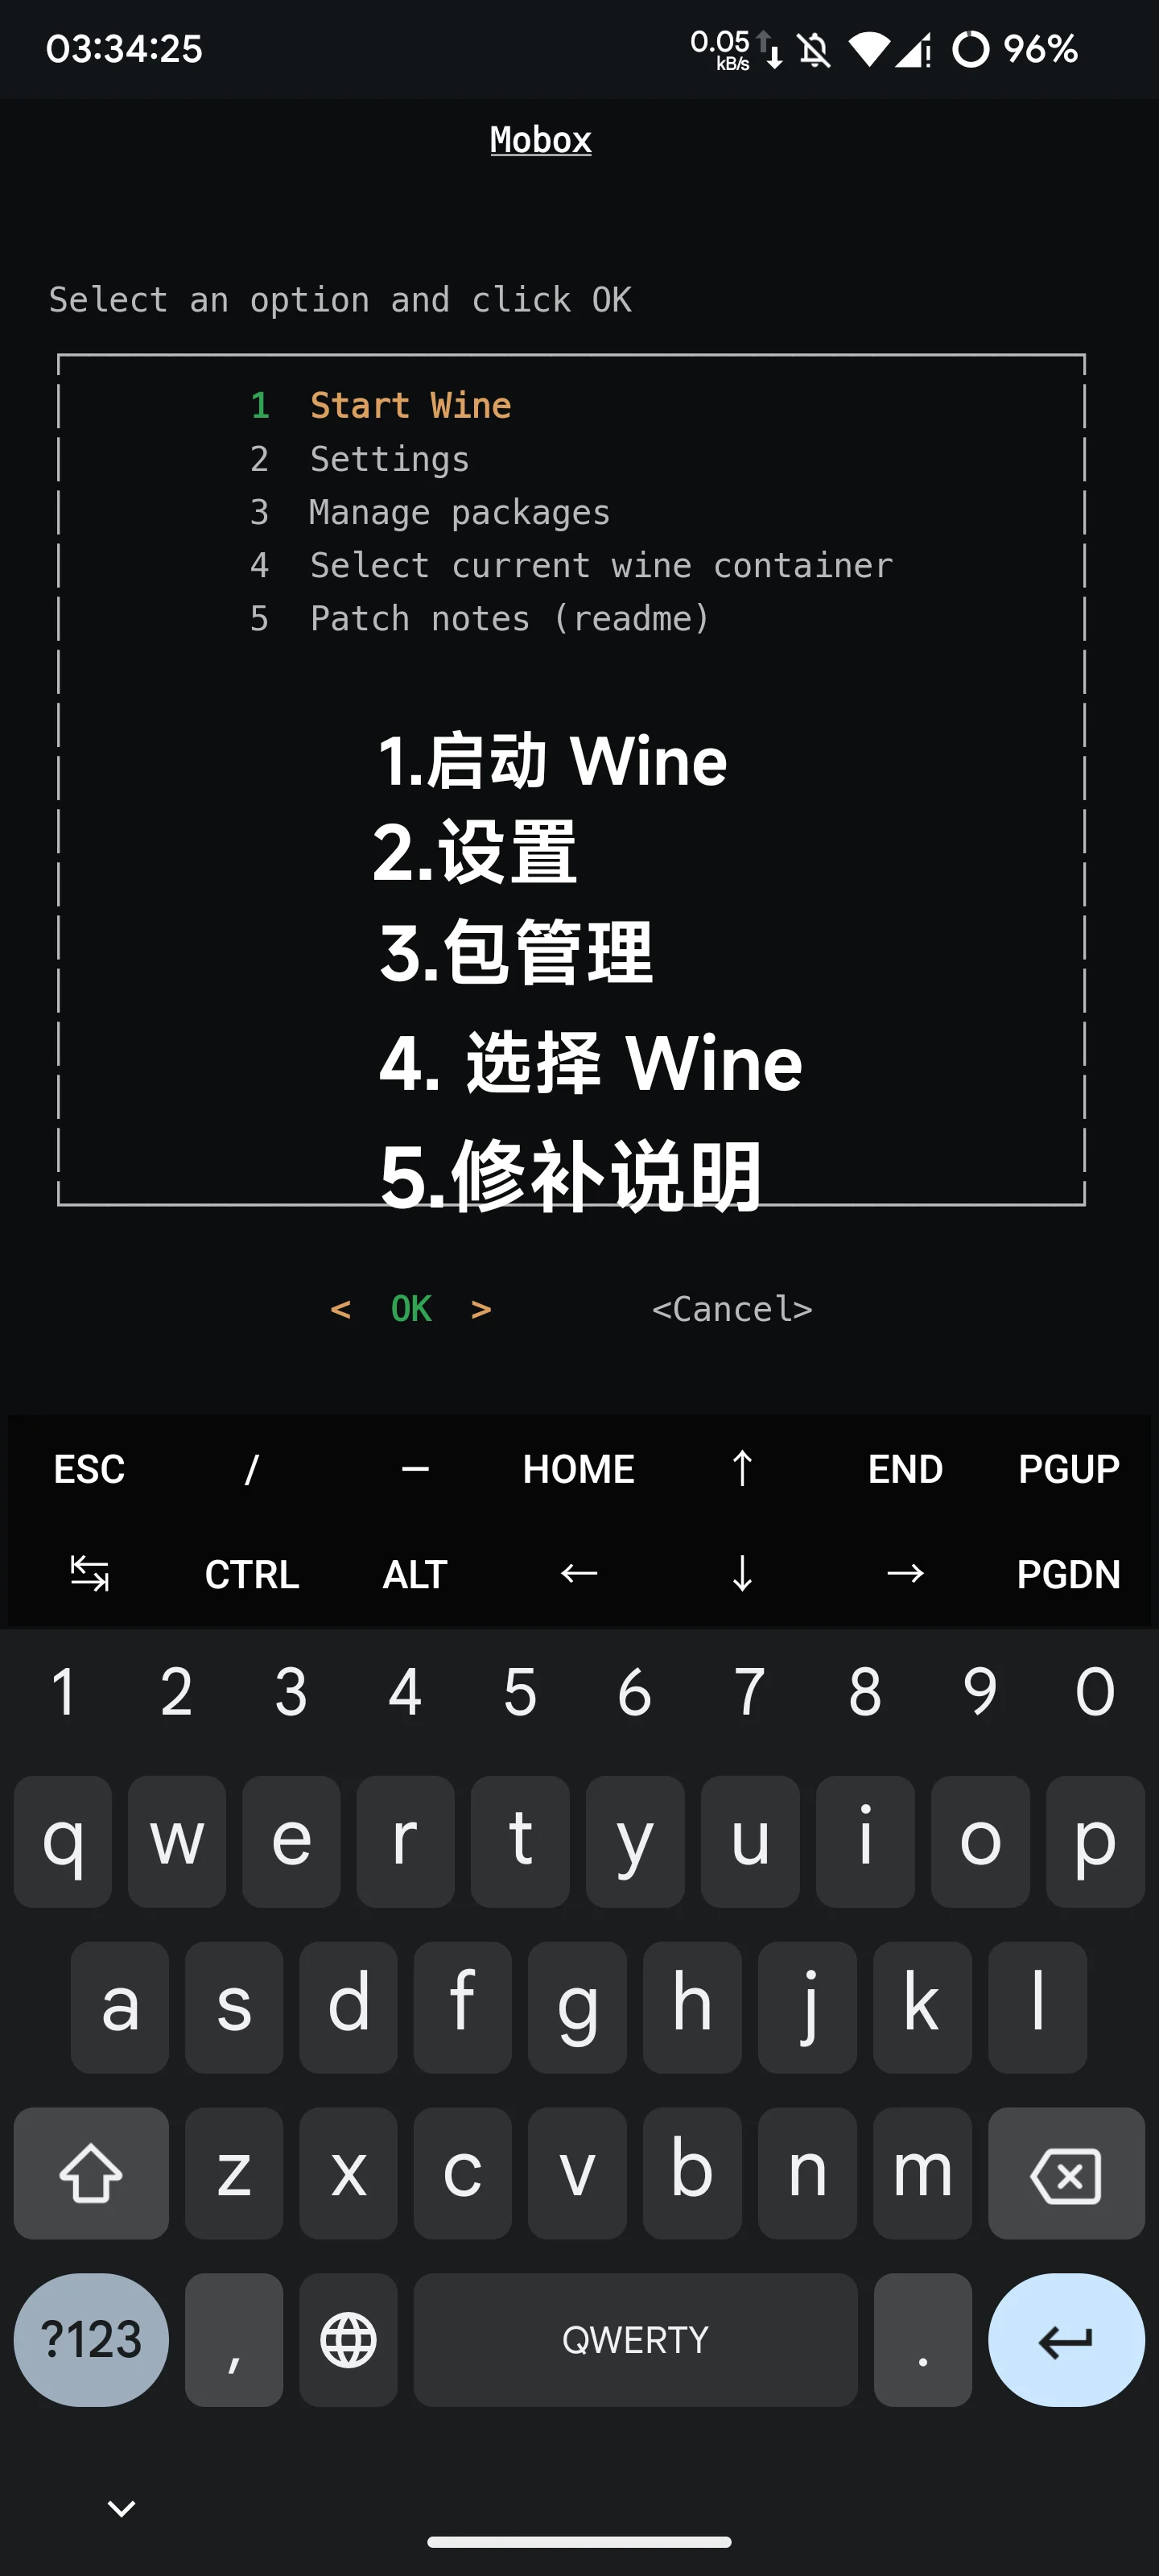 03:34:25 0.05 kB/s 96%
Mobox
Select an option and click OK
1 Start Wine
2 Settings
3 Manage packages
4 Select current wine container
5 Patch notes (readme)
1.启动 Wine
2.设置
3.包管理
4. 选择 Wine
5.修补说明
< OK > <Cancel>
ESC / — HOME ↑ END PGUP
↹ CTRL ALT ← ↓ → PGDN
1 2 3 4 5 6 7 8 9 0
q w e r t y u i o p
a s d f g h j k l
z x c v b n m
?123 , QWERTY .